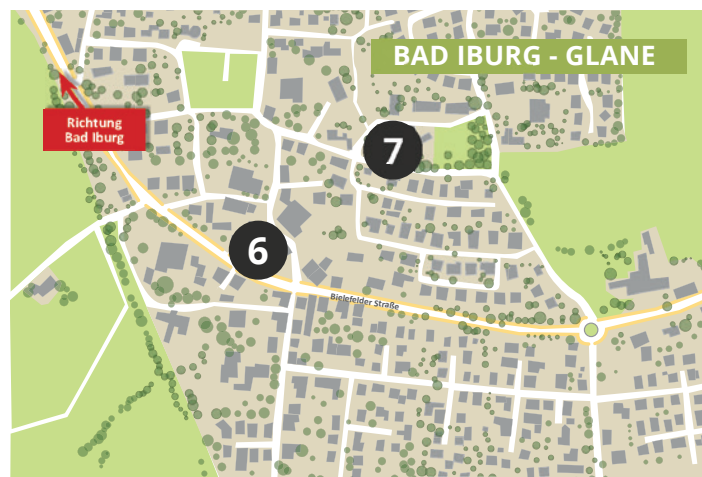 BAD IBURG - GLANE
Richtung
Bad Iburg
7
6
Bielefelder Straße